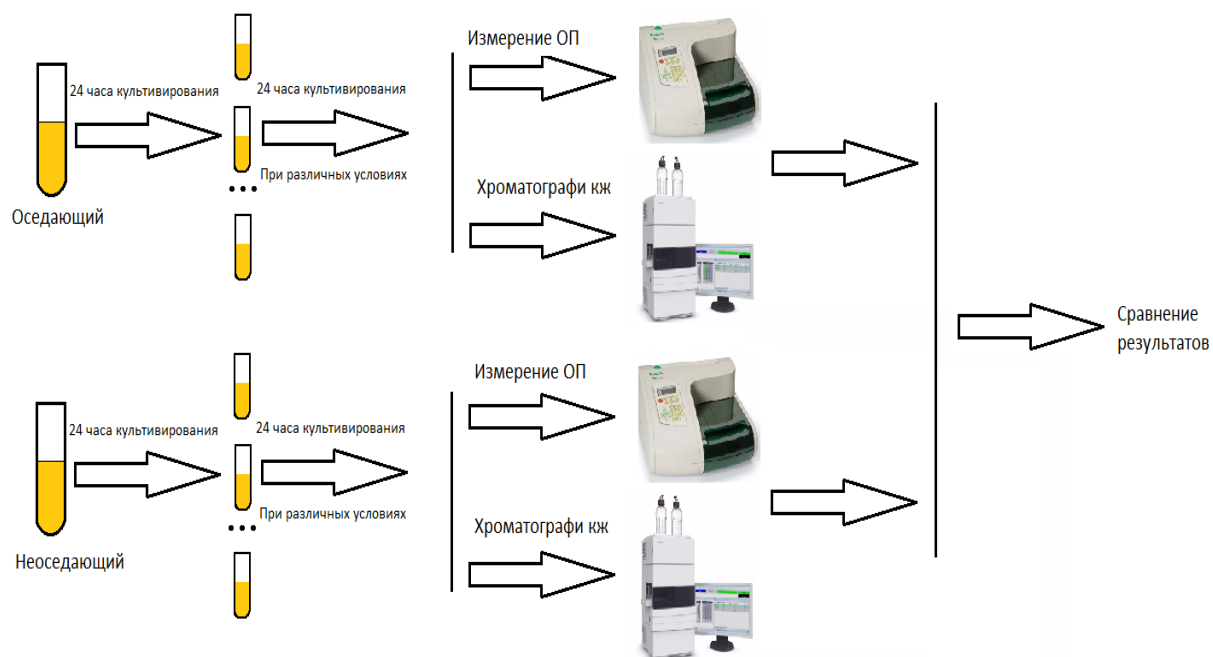 Измерение ОП
24 часа культивирования
24 часа культивирования
При различных условиях
Хроматографи кж
Оседающий
Сравнение
результатов
Измерение ОП
24 часа культивирования
24 часа культивирования
При различных условиях
Хроматографи кж
Неоседающий